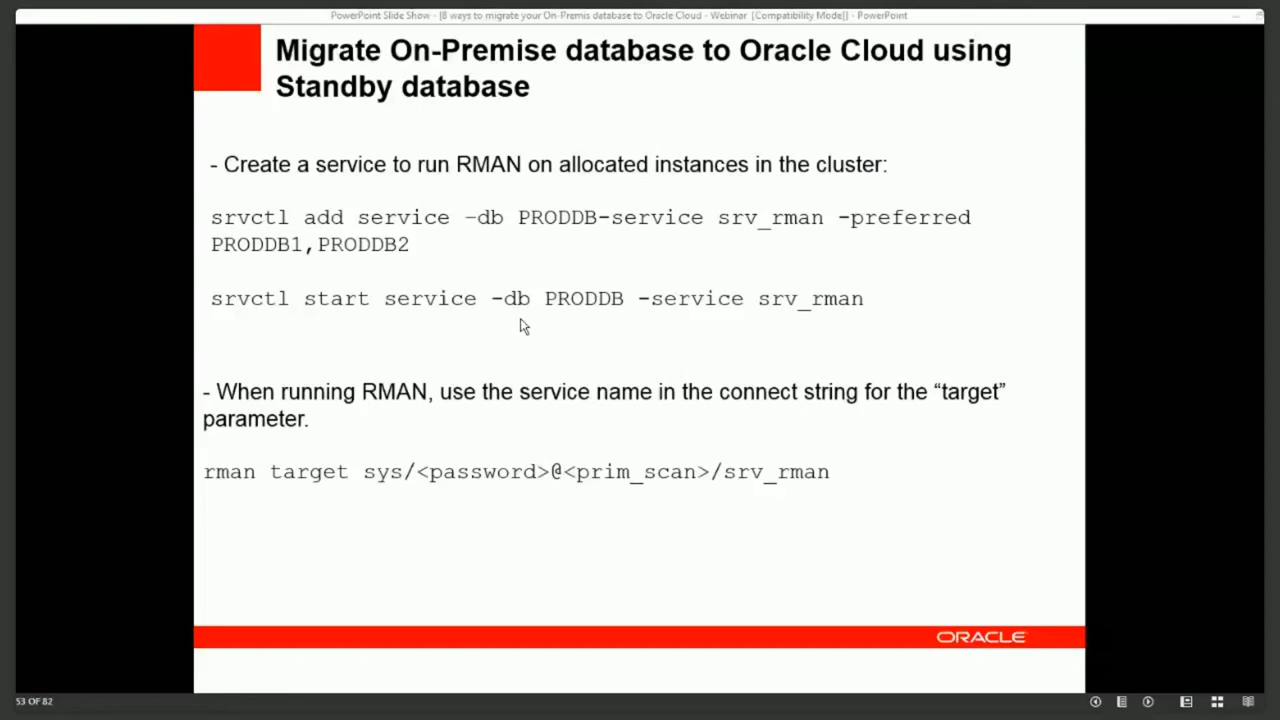 PowerPoint Slide Show - [8 ways to migrate your On-Premis database to Oracle Cloud - Webinar [Compatibility Mode]] - PowerPoint
Migrate On-Premise database to Oracle Cloud using
Standby database
- Create a service to run RMAN on allocated instances in the cluster:
srvctl add service –db PRODDB-service srv_rman -preferred
PRODDB1,PRODDB2
srvctl start service -db PRODDB -service srv_rman
- When running RMAN, use the service name in the connect string for the “target”
parameter.
rman target sys/<password>@<prim_scan>/srv_rman
ORACLE
53 OF 82